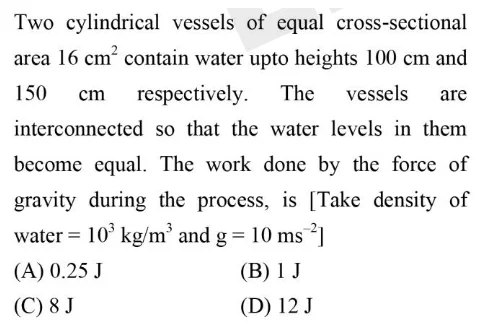 Two cylindrical vessels of equal cross-sectional
area 16 cm² contain water upto heights 100 cm and
150 cm respectively. The vessels are
interconnected so that the water levels in them
become equal. The work done by the force of
gravity during the process, is [Take density of
water = 10³ kg/m³ and g = 10 ms⁻²]
(A) 0.25 J (B) 1 J
(C) 8 J (D) 12 J